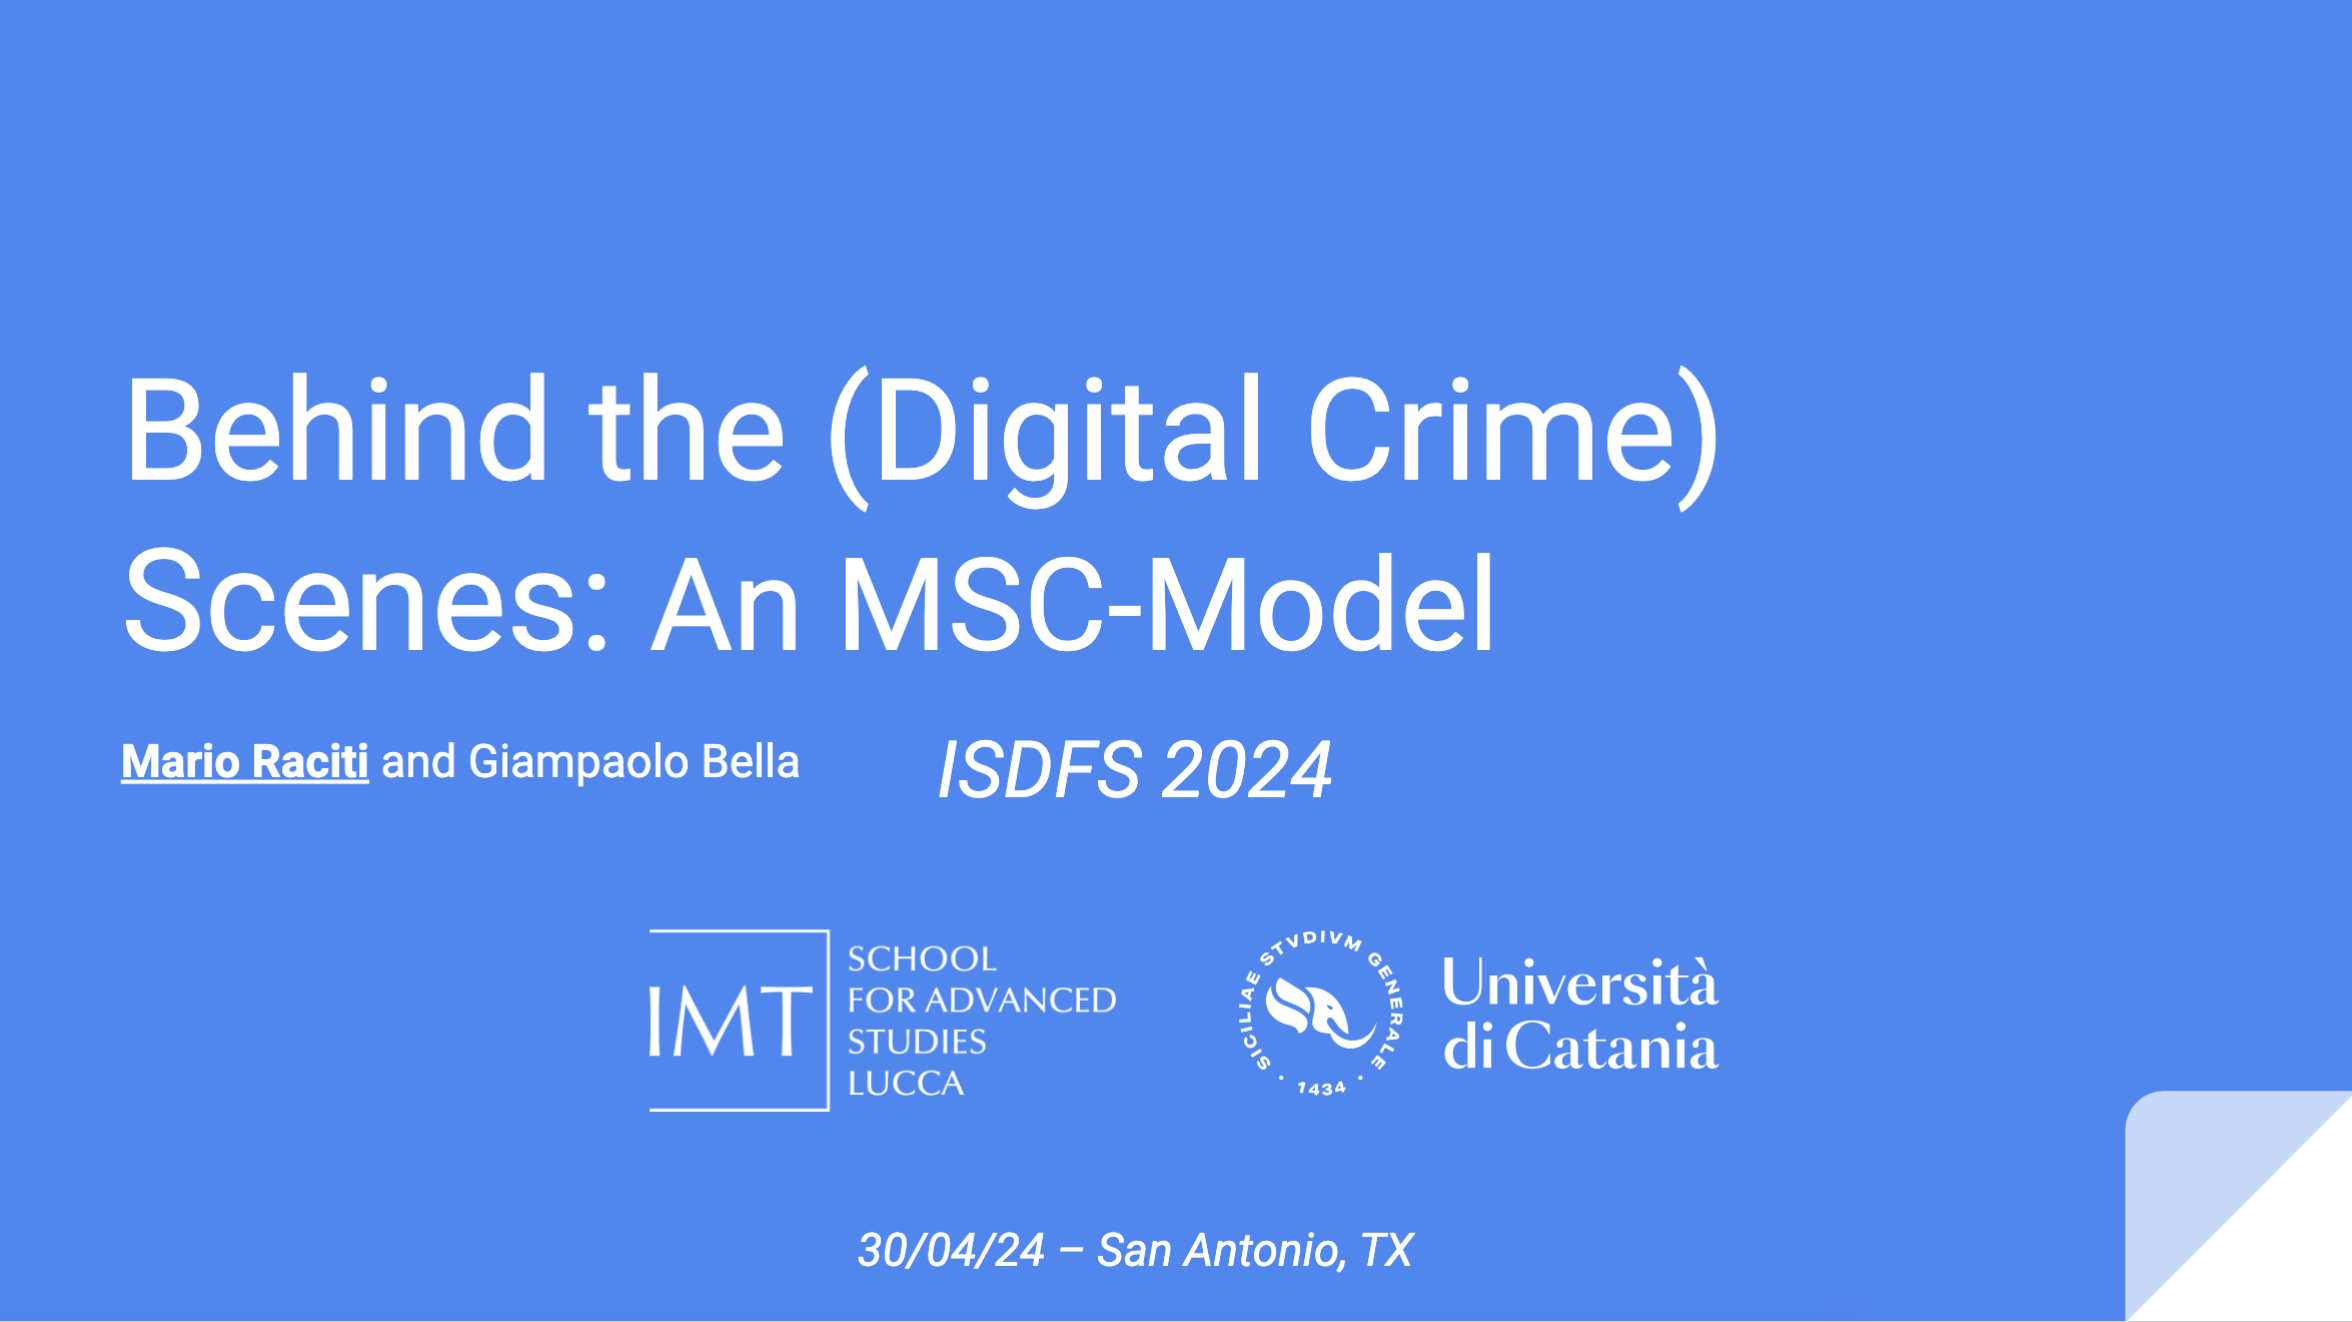 Behind the (Digital Crime)
Scenes: An MSC-Model
Mario Raciti and Giampaolo Bella
ISDFS 2024
IMT
SCHOOL
FOR ADVANCED
STUDIES
LUCCA
SICILIAE STVDIVM GENERALE
1434
Università
di Catania
30/04/24 – San Antonio, TX